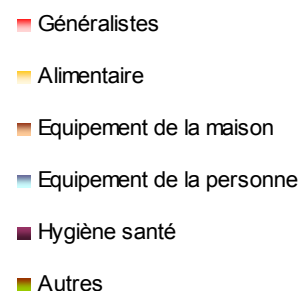 Généralistes
Alimentaire
Equipement de la maison
Equipement de la personne
Hygiène santé
Autres